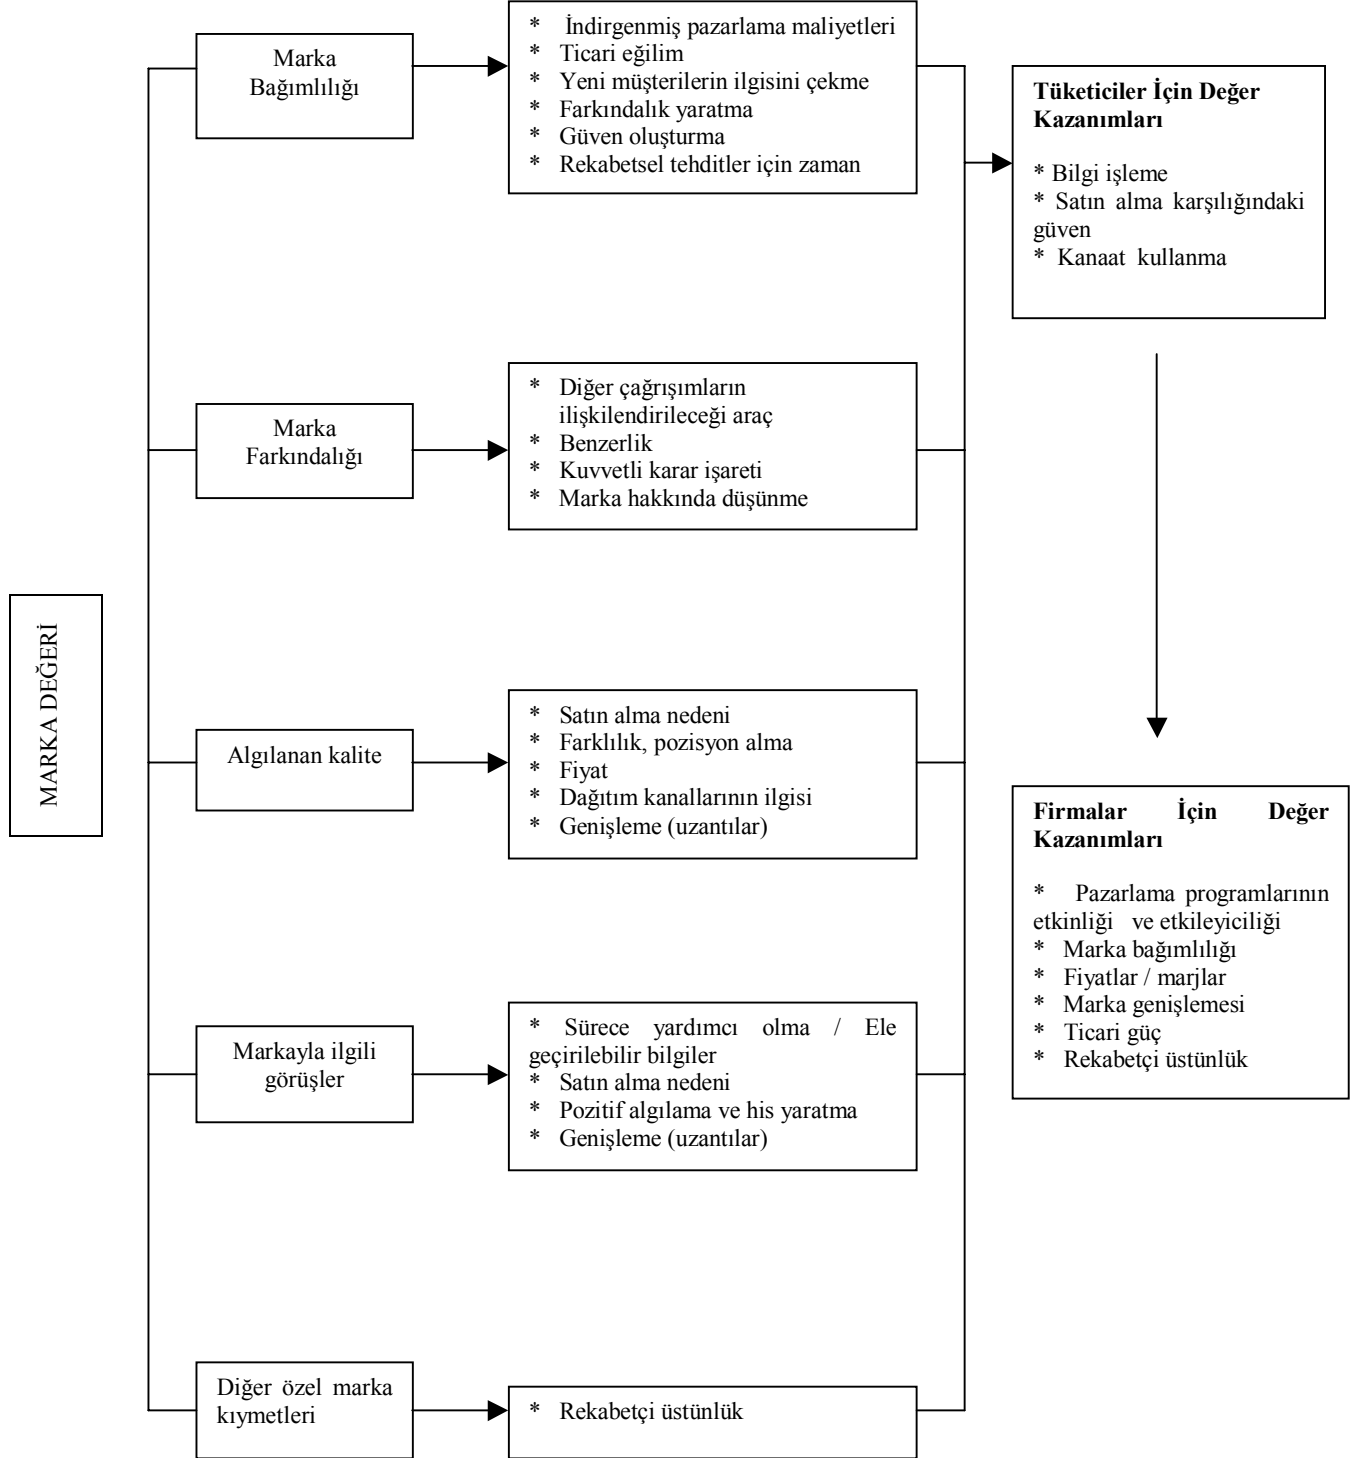 MARKA DEĞERİ
Marka
Bağımlılığı
* İndirgenmiş pazarlama maliyetleri
* Ticari eğilim
* Yeni müşterilerin ilgisini çekme
* Farkındalık yaratma
* Güven oluşturma
* Rekabetsel tehditler için zaman
Marka
Farkındalığı
* Diğer çağrışımların
ilişkilendirileceği araç
* Benzerlik
* Kuvvetli karar işareti
* Marka hakkında düşünme
Algılanan kalite
* Satın alma nedeni
* Farklılık, pozisyon alma
* Fiyat
* Dağıtım kanallarının ilgisi
* Genişleme (uzantılar)
Markayla ilgili
görüşler
* Sürece yardımcı olma / Ele
geçirilebilir bilgiler
* Satın alma nedeni
* Pozitif algılama ve his yaratma
* Genişleme (uzantılar)
Diğer özel marka
kıymetleri
* Rekabetçi üstünlük
Tüketiciler İçin Değer
Kazanımları
* Bilgi işleme
* Satın alma karşılığındaki
güven
* Kanaat kullanma
Firmalar İçin Değer
Kazanımları
* Pazarlama programlarının
etkinliği ve etkileyiciliği
* Marka bağımlılığı
* Fiyatlar / marjlar
* Marka genişlemesi
* Ticari güç
* Rekabetçi üstünlük